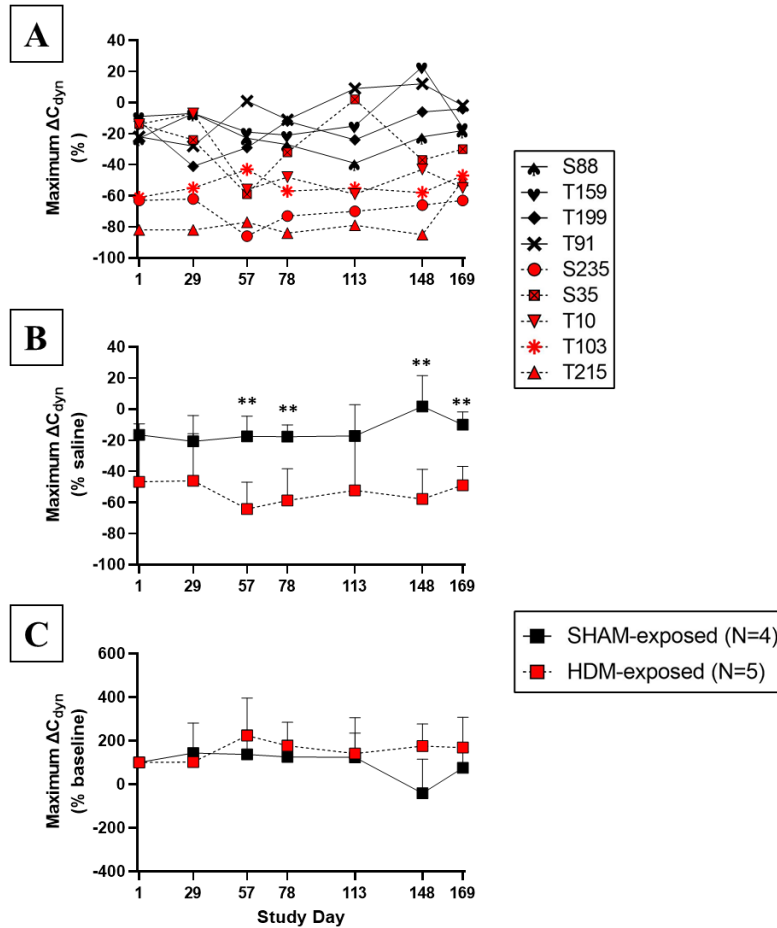 A
Maximum ΔCdyn
(% )
40
20
0
-20
-40
-60
-80
-100
1 29 57 78 113 148 169
S88
T159
T199
T91
S235
S35
T10
T103
T215
B
Maximum ΔCdyn
(% saline)
40
20
0
-20
-40
-60
-80
-100
** ** ** **
1 29 57 78 113 148 169
C
Maximum ΔCdyn
(% baseline)
600
400
200
0
-200
-400
1 29 57 78 113 148 169
Study Day
SHAM-exposed (N=4)
HDM-exposed (N=5)